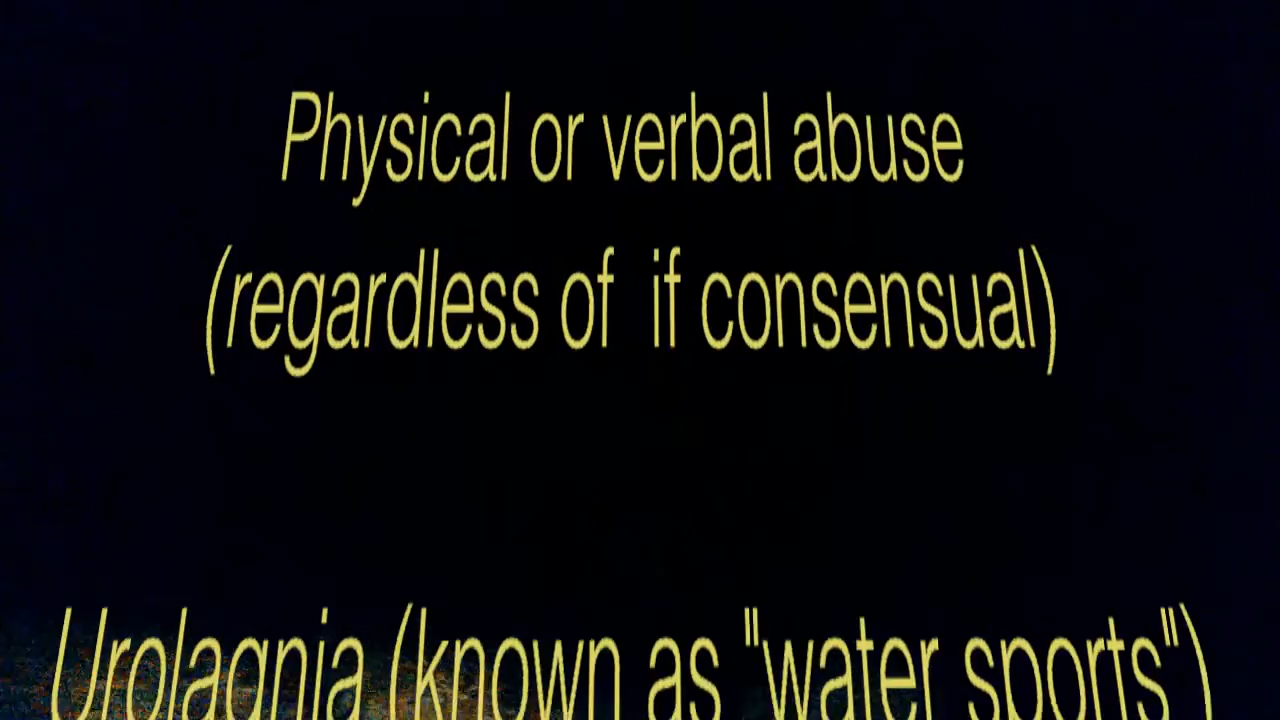 Physical or verbal abuse
(regardless of if consensual)
Urolagnia (known as "water sports")